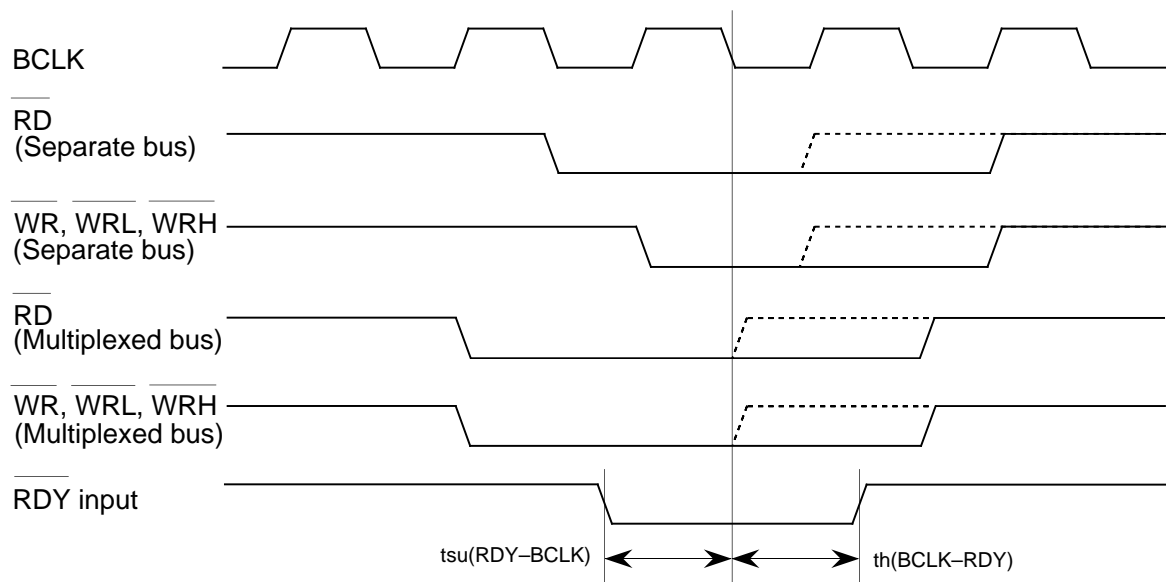 BCLK
RD
(Separate bus)
WR, WRL, WRH
(Separate bus)
RD
(Multiplexed bus)
WR, WRL, WRH
(Multiplexed bus)
RDY input
tsu(RDY–BCLK)
th(BCLK–RDY)